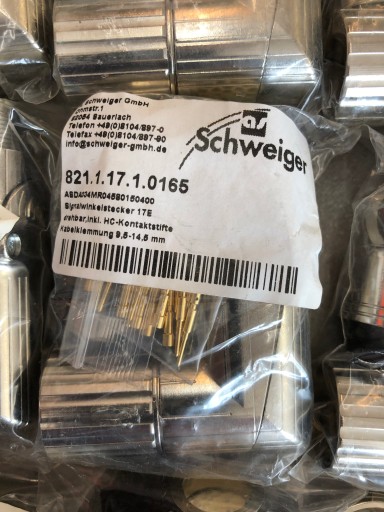 Schweiger GmbH
82054 Sauerlach
Telefon +49(0)8104/897-0
Telefax +49(0)8104/897-90
info@schweiger-gmbh.de
av
Schweiger
821.1.17.1.0165
Signalwinkelstecker 17E
drehbar,inkl. HC-Kontaktstifte
Kabelklemmung 9,5-14,5 mm